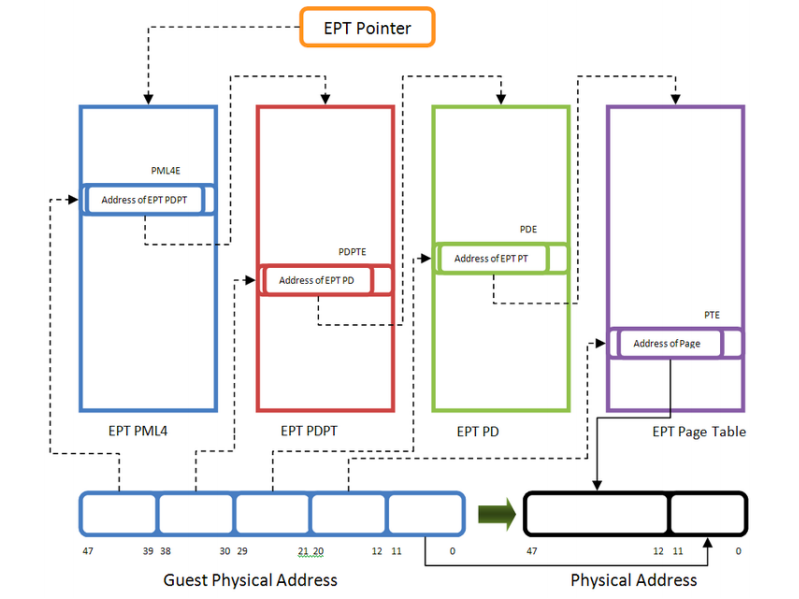 EPT Pointer
PML4E
Address of EPT PDPT
PDPTE
Address of EPT PD
PDE
Address of EPT PT
PTE
Address of Page
EPT PML4
EPT PDPT
EPT PD
EPT Page Table
47 39 38 30 29 21 20 12 11 0
47 12 11 0
Guest Physical Address
Physical Address